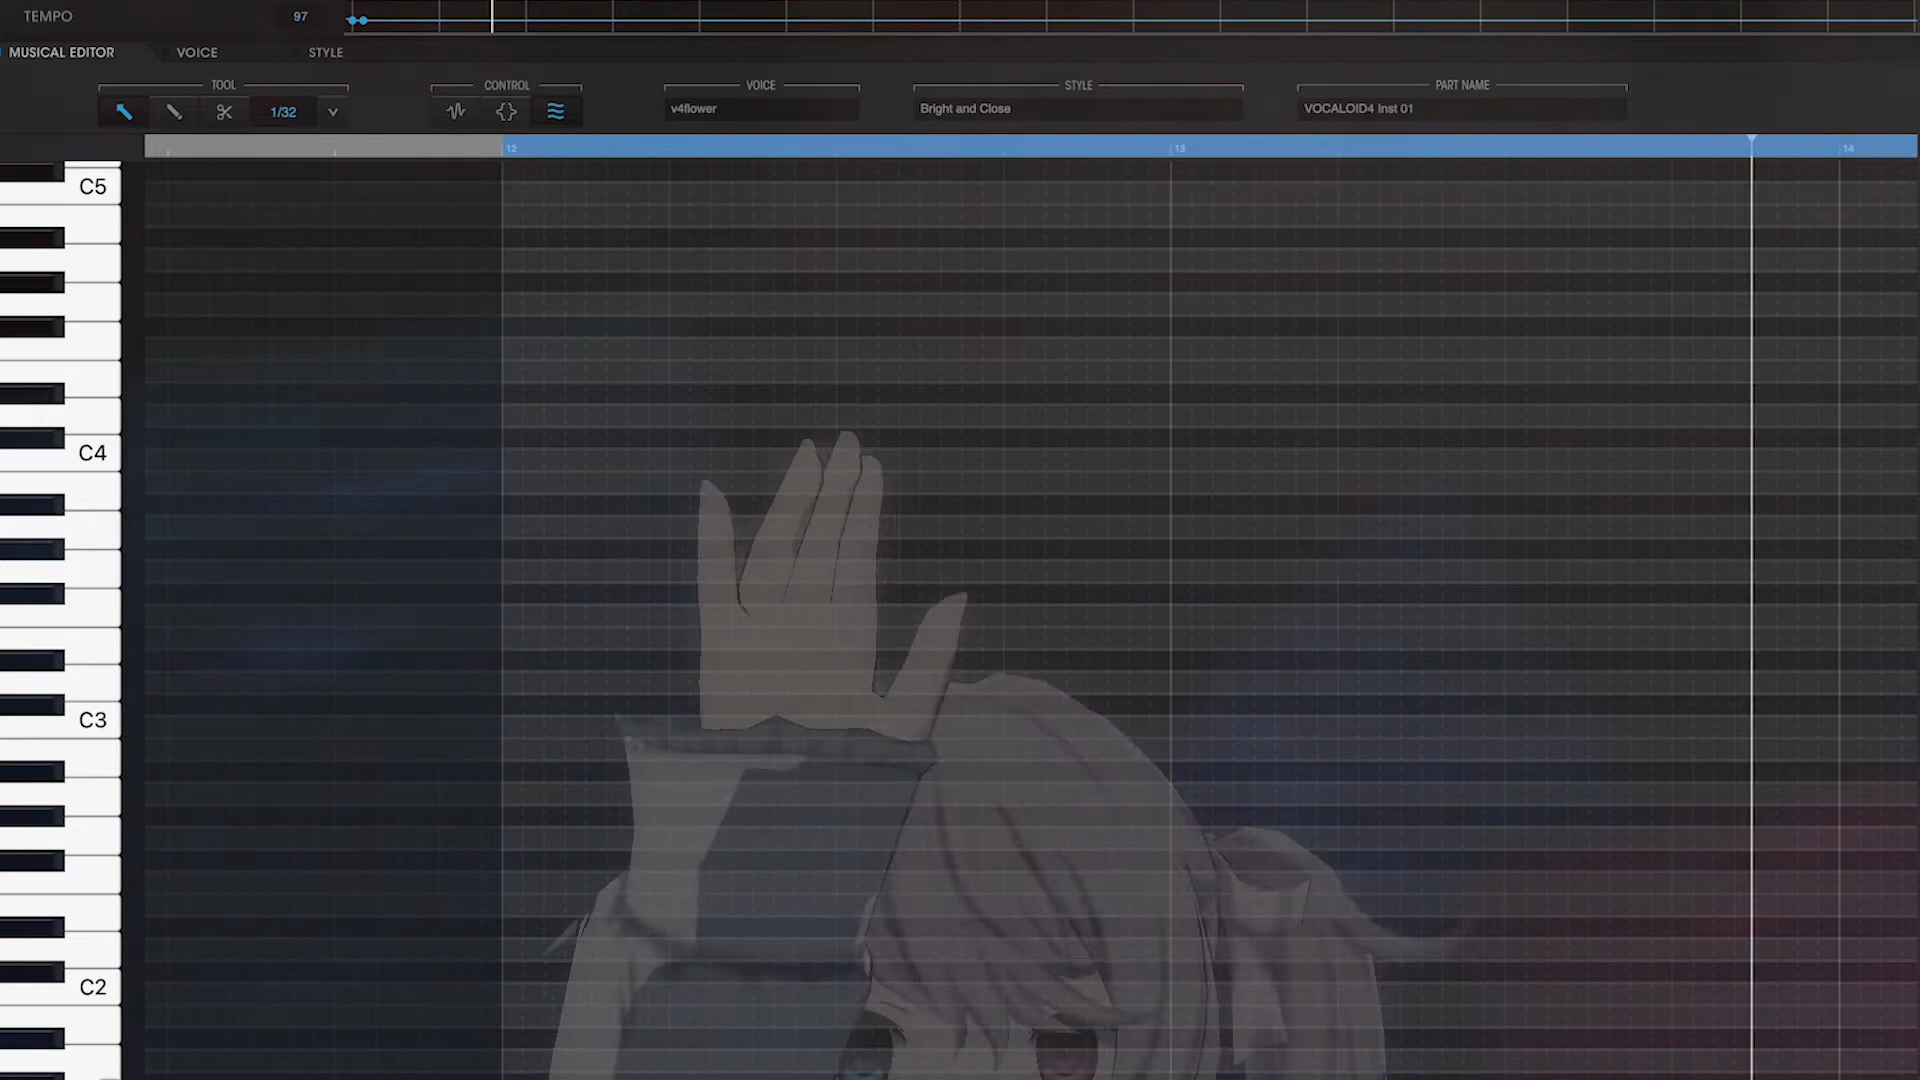 TEMPO 97
MUSICAL EDITOR VOICE STYLE
TOOL CONTROL VOICE STYLE PART NAME
1/32 v4flower Bright and Close VOCALOID4 Inst 01
12 13 14
C5
C4
C3
C2